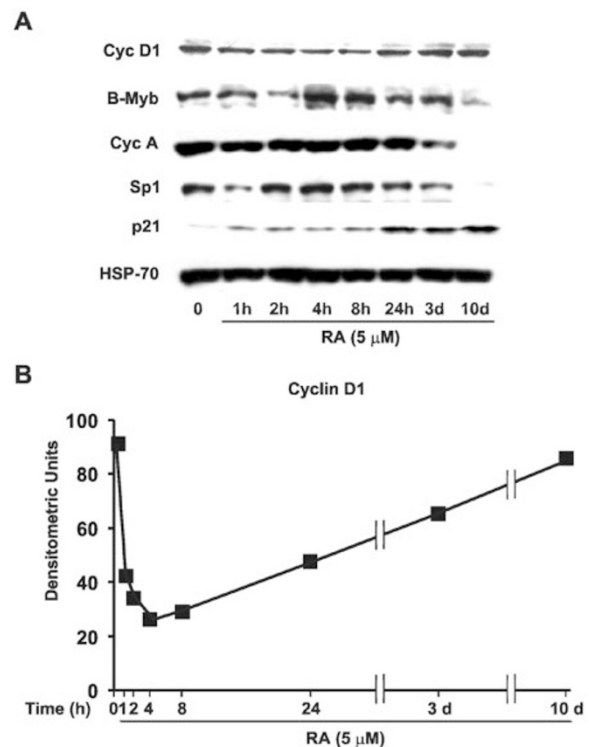 A
Cyc D1
B-Myb
Cyc A
Sp1
p21
HSP-70
0 1h 2h 4h 8h 24h 3d 10d
RA (5 μM)
B
Cyclin D1
Densitometric Units
100
80
60
40
20
0
Time (h) 0 1 2 4 8 24 3 d 10 d
RA (5 μM)